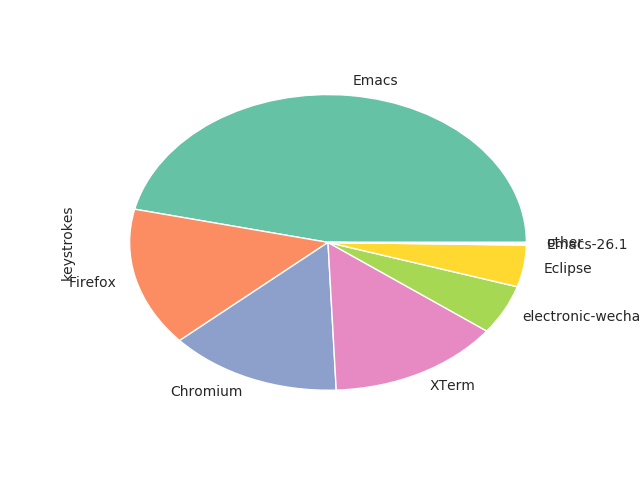 Emacs
keystrokes
other
Emacs-26.1
Firefox
Eclipse
electronic-wecha
Chromium
XTerm